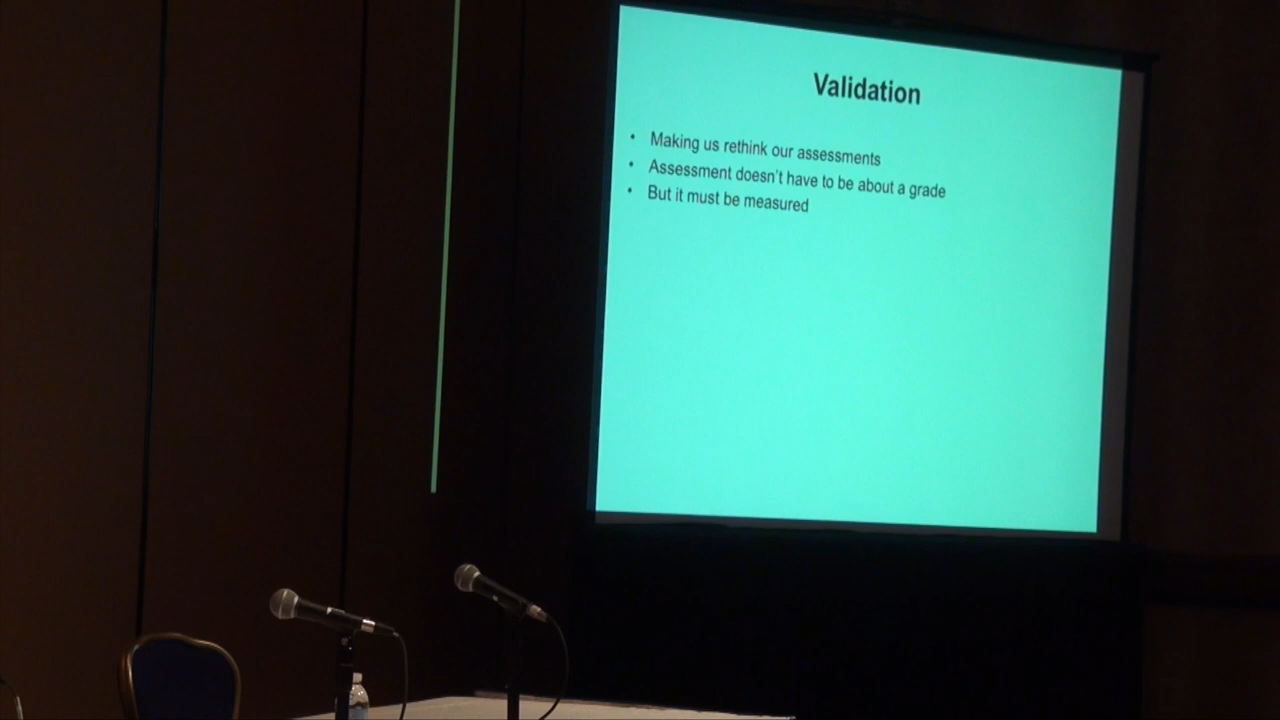 Validation
• Making us rethink our assessments
• Assessment doesn't have to be about a grade
• But it must be measured